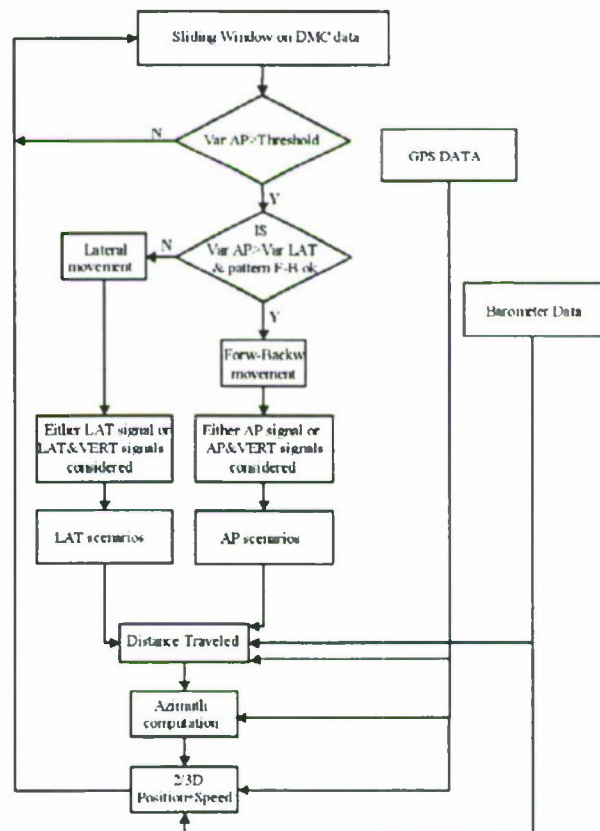 Sliding Window on DMC data
N
Var AP>Threshold
GPS DATA
Y
IS
Var AP>Var LAT
& pattern F-B ok
N
Lateral
movement
Barometer Data
Y
Forw-Backw
movement
Either LAT signal or
LAT&VERT signals
considered
Either AP signal or
AP&VERT signals
considered
LAT scenarios
AP scenarios
Distance Traveled
Azimuth
computation
2/3D
Position+Speed